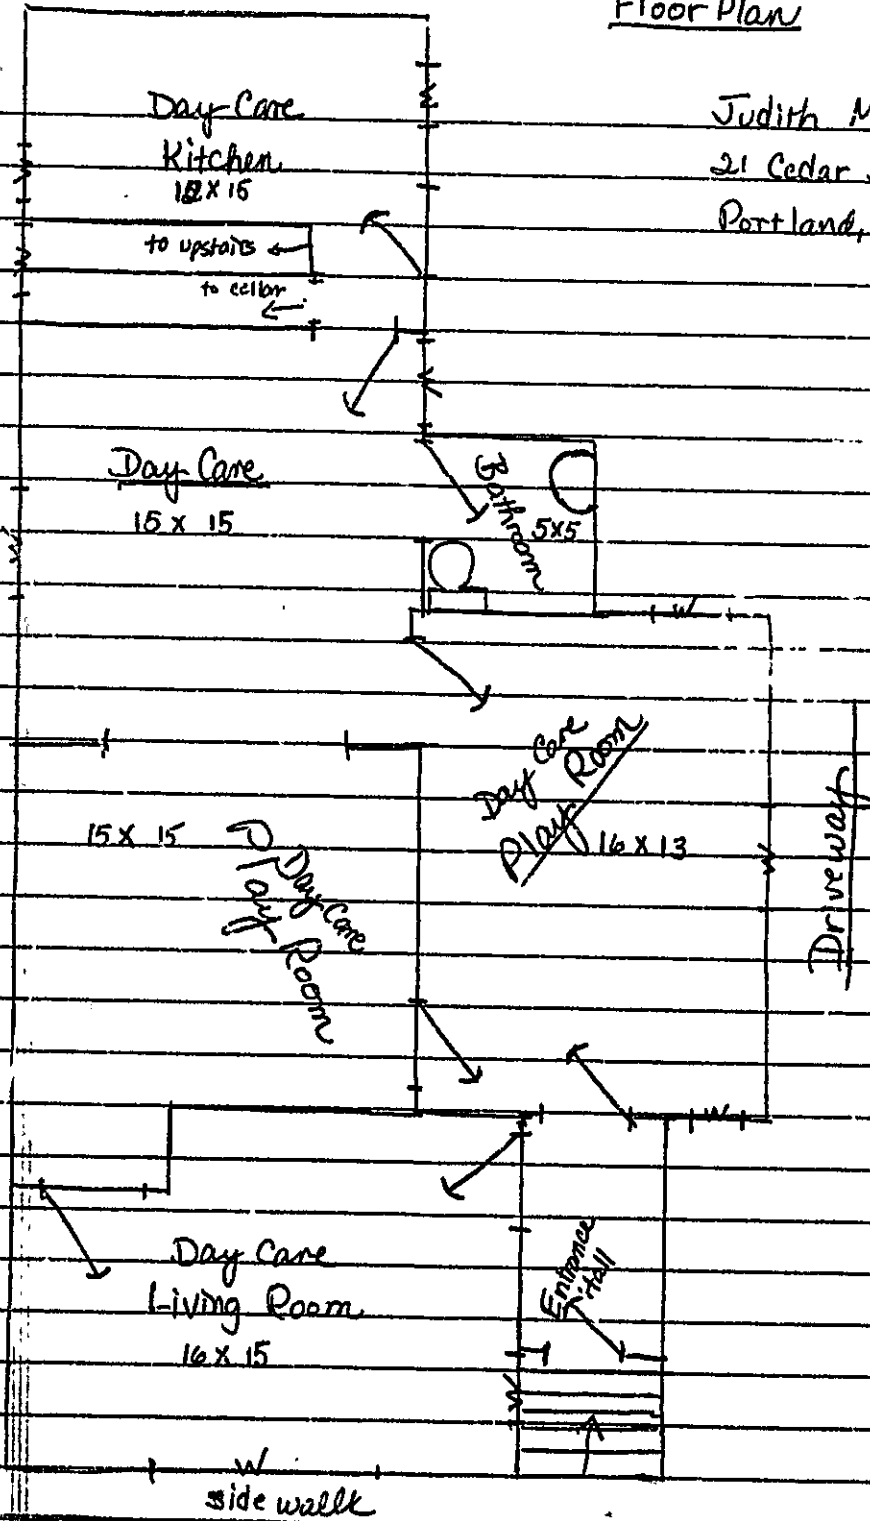 Floor Plan
Judith
21 Cedar
Portland,
Day Care
Kitchen
12 X 15
to upstairs
to cellar
W
W
W
W
Day Care
15 X 15
W
Bathroom
5X5
W
Day Care
Play Room
16 X 13
W
Driveway
15 X 15
Day Care
Play Room
W
Day Care
Living Room
16 X 15
Entrance
Hall
W
W
side wallk